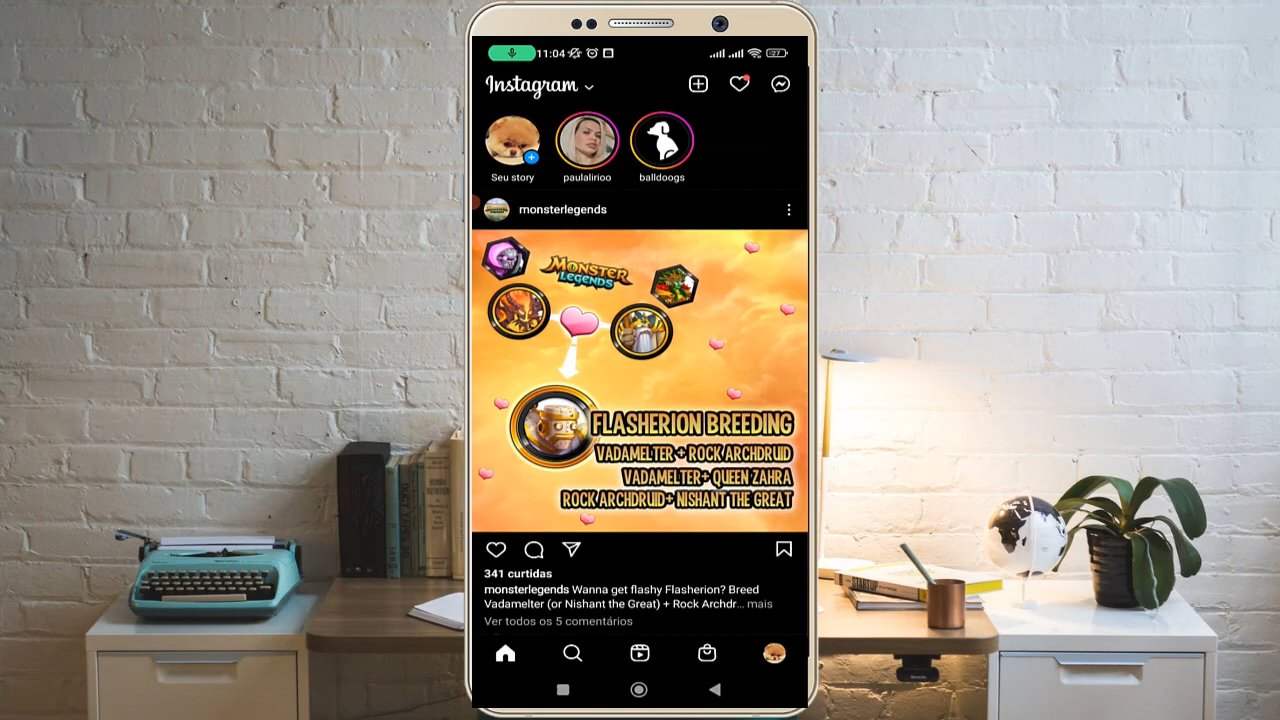 11:04
27
Instagram
Seu story
paulalirioo
balldoogs
monsterlegends
MONSTER
LEGENDS
FLASHERION BREEDING
VADAMELTER + ROCK ARCHDRUID
VADAMELTER+ QUEEN ZAHRA
ROCK ARCHDRUID+ NISHANT THE GREAT
341 curtidas
monsterlegends Wanna get flashy Flasherion? Breed
Vadamelter (or Nishant the Great) + Rock Archdr... mais
Ver todos os 5 comentários
STARTUP